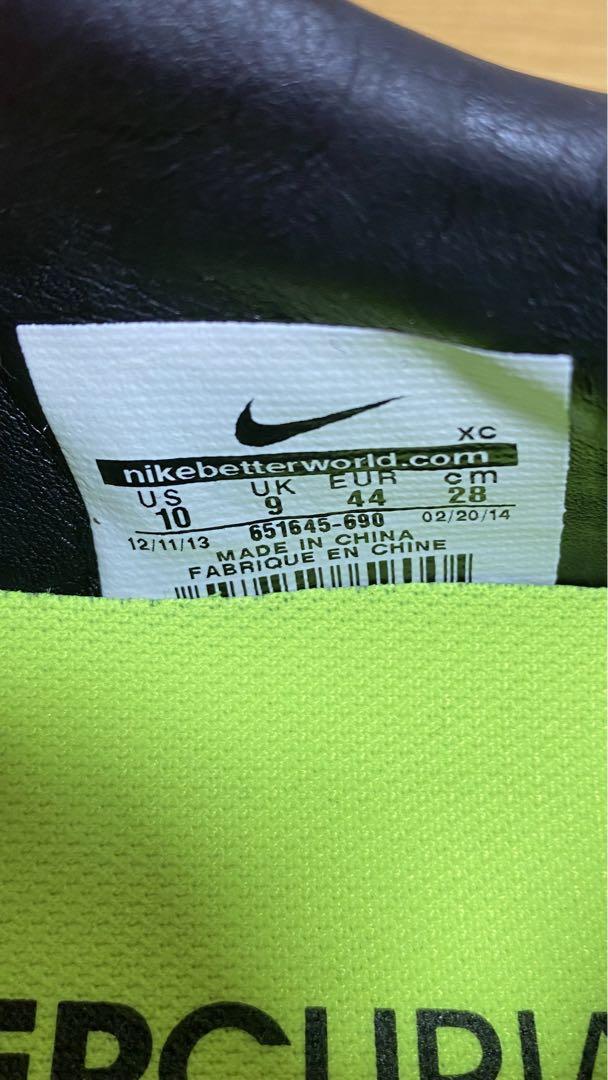 XC
nikebetterworld.com
US UK EUR cm
10 9 44 28
12/11/13 651645-690 02/20/14
MADE IN CHINA
FABRIQUE EN CHINE